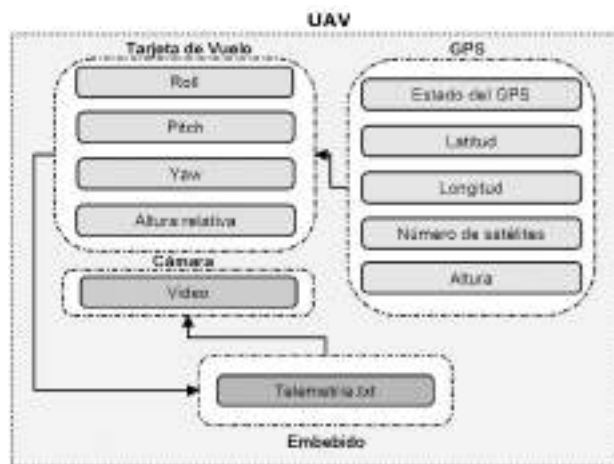 UAV
Tarjeta de Vuelo
Roll
Pitch
Yaw
Altura relativa
GPS
Estado del GPS
Latitud
Longitud
Número de satélites
Altura
Cámara
Video
Telemetria.txt
Embebido